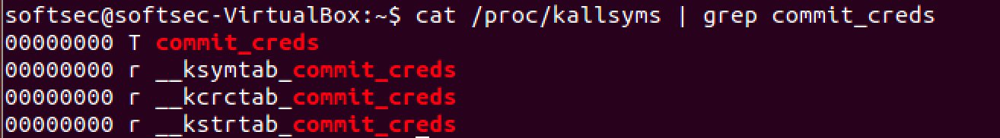 softsec@softsec-VirtualBox:~$ cat /proc/kallsyms | grep commit_creds
00000000 T commit_creds
00000000 r __ksymtab_commit_creds
00000000 r __kcrctab_commit_creds
00000000 r __kstrtab_commit_creds